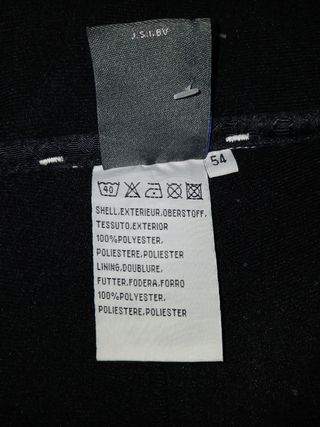 J.S.I.BV
54
40
SHELL,EXTERIEUR,OBERSTOFF,
TESSUTO,EXTERIOR
100%POLYESTER,
POLIESTERE,POLIESTER
LINING,DOUBLURE,
FUTTER,FODERA,FORRO
100%POLYESTER,
POLIESTERE,POLIESTER